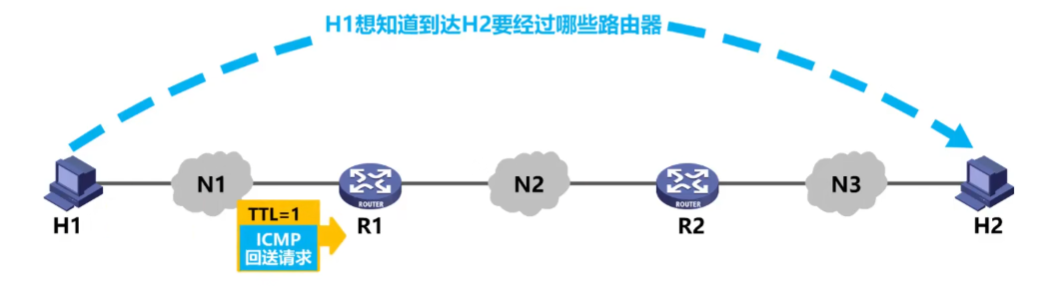 H1想知道到达H2要经过哪些路由器
N1
N2
N3
TTL=1
ICMP
回送请求
ROUTER
ROUTER
H1
R1
R2
H2